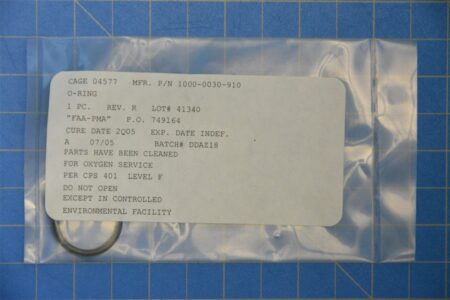 CAGE 04577 MFR. P/N 1000-0030-910
O-RING
1 PC. REV. R LOT# 41340
"FAA-PMA" P.O. 749164
CURE DATE 2Q05 EXP. DATE INDEF.
A 07/05 BATCH# DDAZ18
PARTS HAVE BEEN CLEANED
FOR OXYGEN SERVICE
PER CPS 401 LEVEL F
DO NOT OPEN
EXCEPT IN CONTROLLED
ENVIRONMENTAL FACILITY